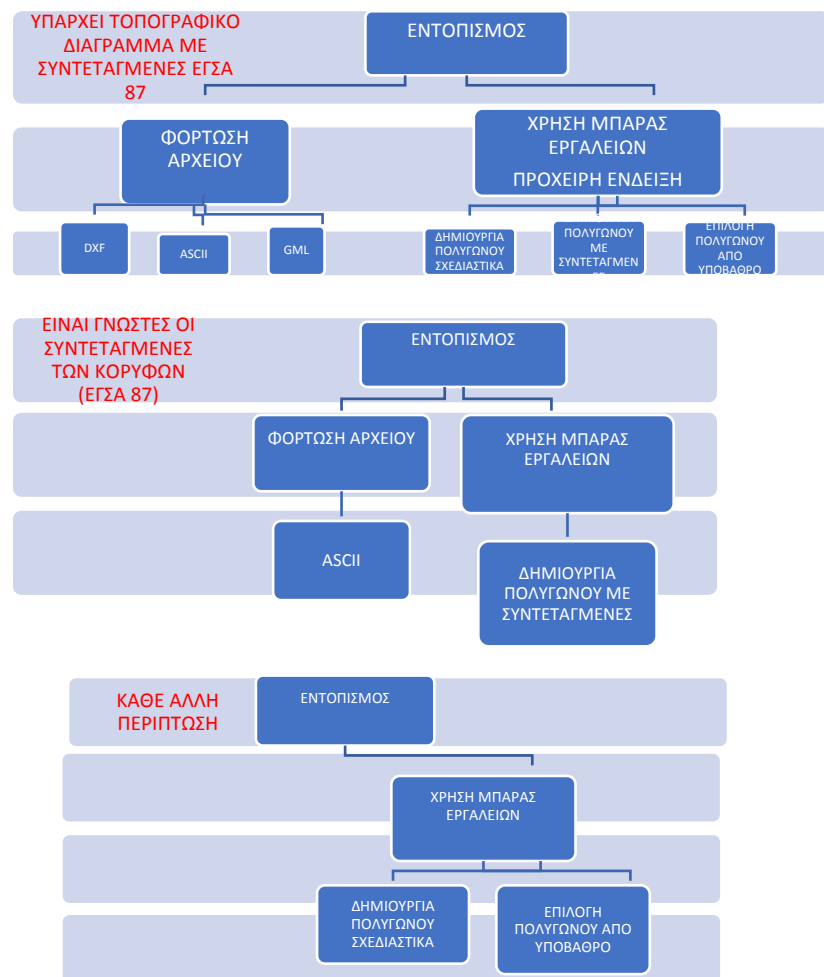 ΥΠΑΡΧΕΙ ΤΟΠΟΓΡΑΦΙΚΟ
ΔΙΑΓΡΑΜΜΑ ΜΕ
ΣΥΝΤΕΤΑΓΜΕΝΕΣ ΕΓΣΑ
87
ΕΝΤΟΠΙΣΜΟΣ
ΦΟΡΤΩΣΗ
ΑΡΧΕΙΟΥ
ΧΡΗΣΗ ΜΠΑΡΑΣ
ΕΡΓΑΛΕΙΩΝ
ΠΡΟΧΕΙΡΗ ΕΝΔΕΙΞΗ
DXF
ASCII
GML
ΔΗΜΙΟΥΡΓΙΑ
ΠΟΛΥΓΩΝΟΥ
ΣΧΕΔΙΑΣΤΙΚΑ
ΠΟΛΥΓΩΝΟΥ
ΜΕ
ΣΥΝΤΕΤΑΓΜΕΝ
ΕΠΙΛΟΓΗ
ΠΟΛΥΓΩΝΟΥ
ΑΠΟ
ΥΠΟΒΑΘΡΟ
ΕΙΝΑΙ ΓΝΩΣΤΕΣ ΟΙ
ΣΥΝΤΕΤΑΓΜΕΝΕΣ
ΤΩΝ ΚΟΡΥΦΩΝ
(ΕΓΣΑ 87)
ΕΝΤΟΠΙΣΜΟΣ
ΦΟΡΤΩΣΗ ΑΡΧΕΙΟΥ
ΧΡΗΣΗ ΜΠΑΡΑΣ
ΕΡΓΑΛΕΙΩΝ
ASCII
ΔΗΜΙΟΥΡΓΙΑ
ΠΟΛΥΓΩΝΟΥ ΜΕ
ΣΥΝΤΕΤΑΓΜΕΝΕΣ
ΚΑΘΕ ΑΛΛΗ
ΠΕΡΙΠΤΩΣΗ
ΕΝΤΟΠΙΣΜΟΣ
ΧΡΗΣΗ ΜΠΑΡΑΣ
ΕΡΓΑΛΕΙΩΝ
ΔΗΜΙΟΥΡΓΙΑ
ΠΟΛΥΓΩΝΟΥ
ΣΧΕΔΙΑΣΤΙΚΑ
ΕΠΙΛΟΓΗ
ΠΟΛΥΓΩΝΟΥ ΑΠΟ
ΥΠΟΒΑΘΡΟ